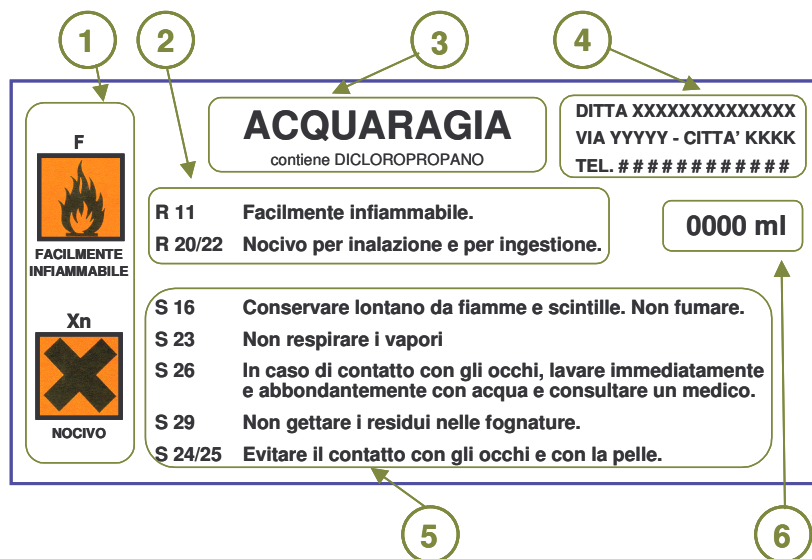 1
2
3
4
F
FACILMENTE
INFIAMMABILE
Xn
NOCIVO
ACQUARAGIA
contiene DICLOROPROPANO
DITTA XXXXXXXXXXXXXX
VIA YYYYY - CITTA' KKKK
TEL. # # # # # # # # # # # #
R 11 Facilmente infiammabile.
R 20/22 Nocivo per inalazione e per ingestione.
0000 ml
S 16 Conservare lontano da fiamme e scintille. Non fumare.
S 23 Non respirare i vapori
S 26 In caso di contatto con gli occhi, lavare immediatamente
e abbondantemente con acqua e consultare un medico.
S 29 Non gettare i residui nelle fognature.
S 24/25 Evitare il contatto con gli occhi e con la pelle.
5
6